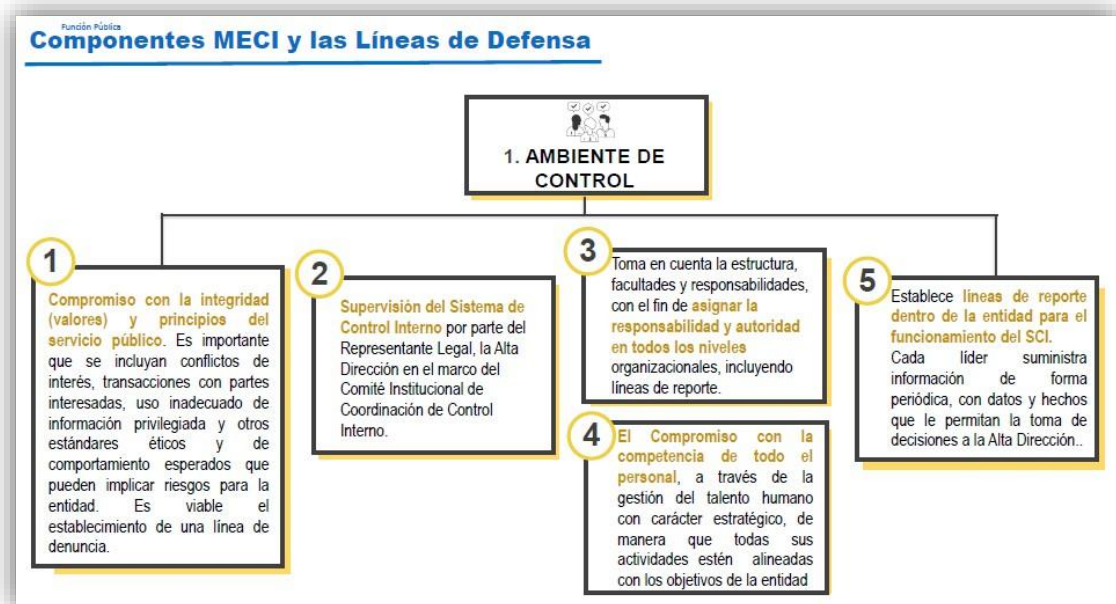 Función Pública
Componentes MECI y las Líneas de Defensa
1. AMBIENTE DE
CONTROL
1
Compromiso con la integridad
(valores) y principios del
servicio público. Es importante
que se incluyan conflictos de
interés, transacciones con partes
interesadas, uso inadecuado de
información privilegiada y otros
estándares éticos y de
comportamiento esperados que
pueden implicar riesgos para la
entidad. Es viable el
establecimiento de una línea de
denuncia.
2
Supervisión del Sistema de
Control Interno por parte del
Representante Legal, la Alta
Dirección en el marco del
Comité Institucional de
Coordinación de Control
Interno.
3
Toma en cuenta la estructura,
facultades y responsabilidades,
con el fin de asignar la
responsabilidad y autoridad
en todos los niveles
organizacionales, incluyendo
líneas de reporte.
4
El Compromiso con la
competencia de todo el
personal, a través de la
gestión del talento humano
con carácter estratégico, de
manera que todas sus
actividades estén alineadas
con los objetivos de la entidad
5
Establece líneas de reporte
dentro de la entidad para el
funcionamiento del SCI.
Cada líder suministra
información de forma
periódica, con datos y hechos
que le permitan la toma de
decisiones a la Alta Dirección..